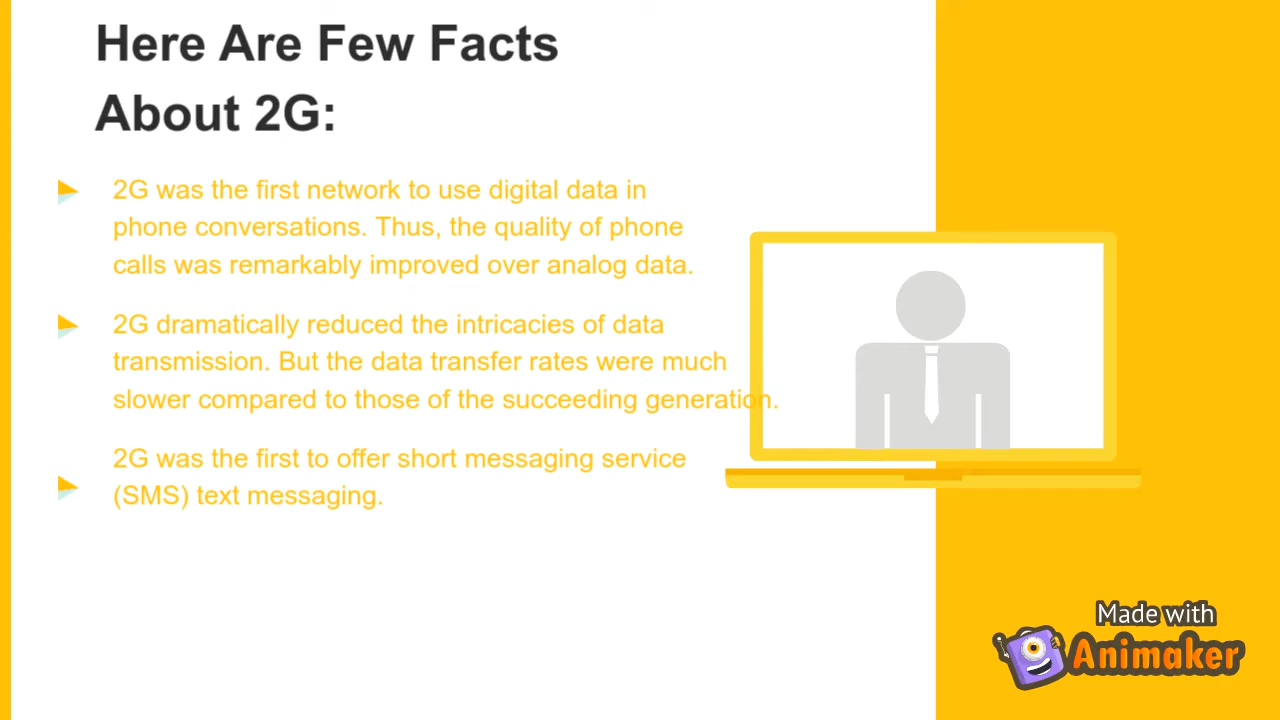 Here Are Few Facts
About 2G:
2G was the first network to use digital data in
phone conversations. Thus, the quality of phone
calls was remarkably improved over analog data.
2G dramatically reduced the intricacies of data
transmission. But the data transfer rates were much
slower compared to those of the succeeding generation.
2G was the first to offer short messaging service
(SMS) text messaging.
Made with
Animaker